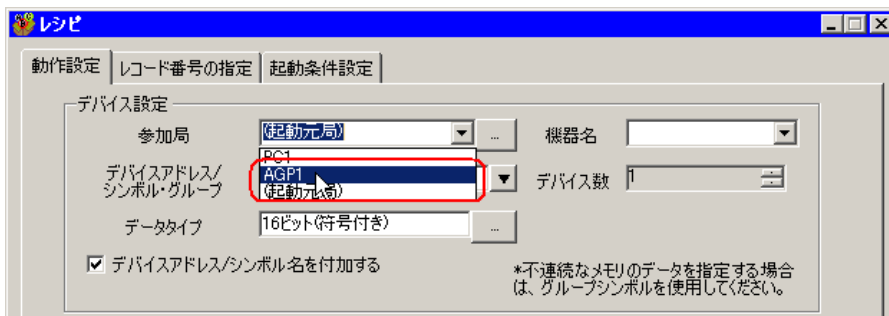 レシピ
動作設定 レコード番号の指定 起動条件設定
デバイス設定
参加局 (起動元局) ... 機器名
PC1
AGP1
(起動元局)
デバイスアドレス/
シンボル・グループ
デバイス数 1
データタイプ 16ビット(符号付き) ...
デバイスアドレス/シンボル名を付加する
*不連続なメモリのデータを指定する場合
は、グループシンボルを使用してください。